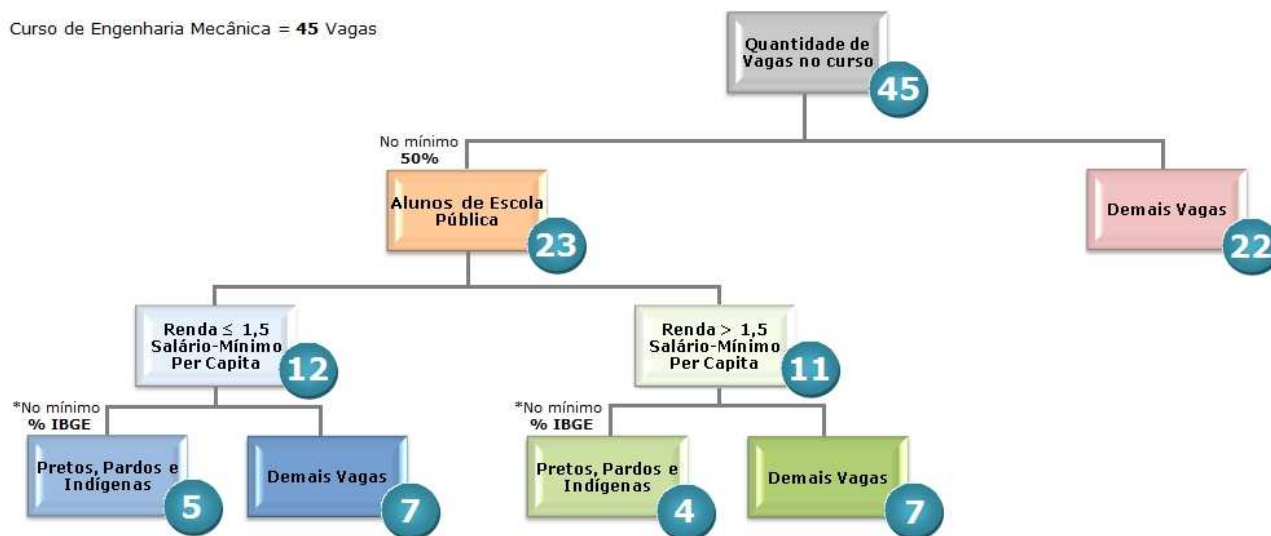 Curso de Engenharia Mecânica = 45 Vagas
Quantidade de
Vagas no curso
45
No mínimo
50%
Alunos de Escola
Pública
23
Demais Vagas
22
Renda ≤ 1,5
Salário-Mínimo
Per Capita
12
Renda > 1,5
Salário-Mínimo
Per Capita
11
*No mínimo
% IBGE
Pretos, Pardos e
Indígenas
5
Demais Vagas
7
*No mínimo
% IBGE
Pretos, Pardos e
Indígenas
4
Demais Vagas
7